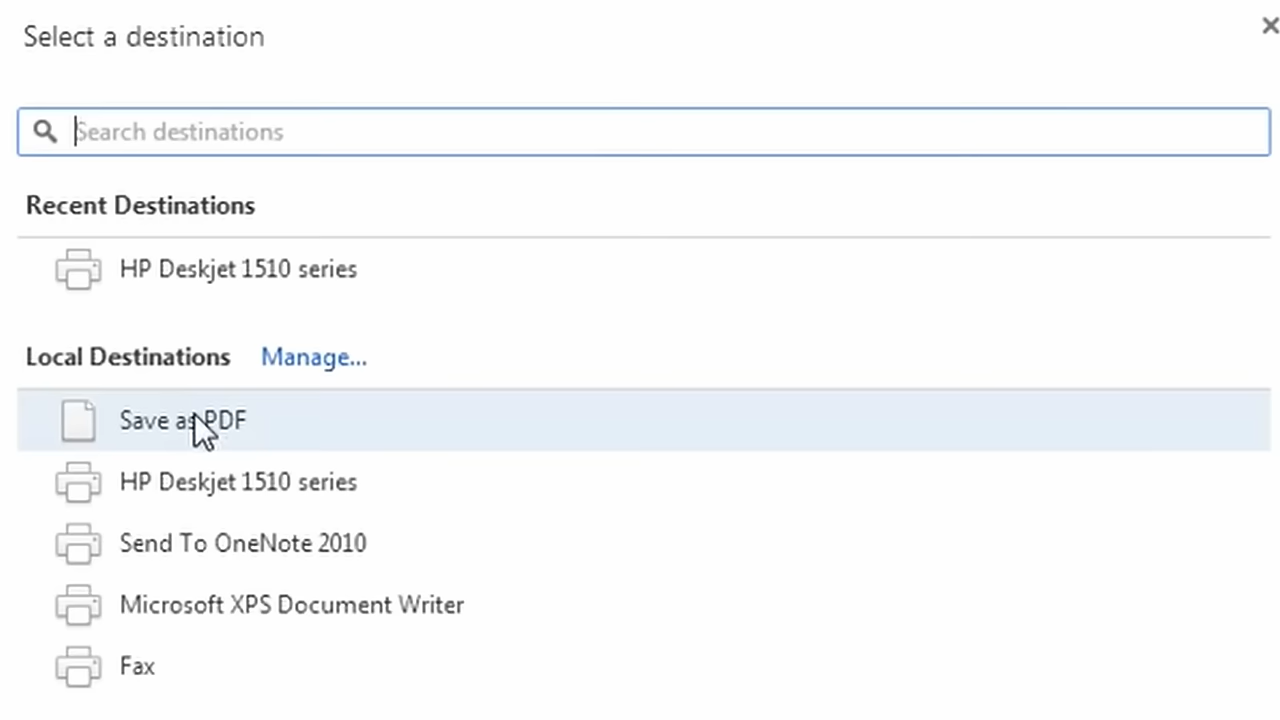 Select a destination
Search destinations
Recent Destinations
HP Deskjet 1510 series
Local Destinations Manage...
Save as PDF
HP Deskjet 1510 series
Send To OneNote 2010
Microsoft XPS Document Writer
Fax